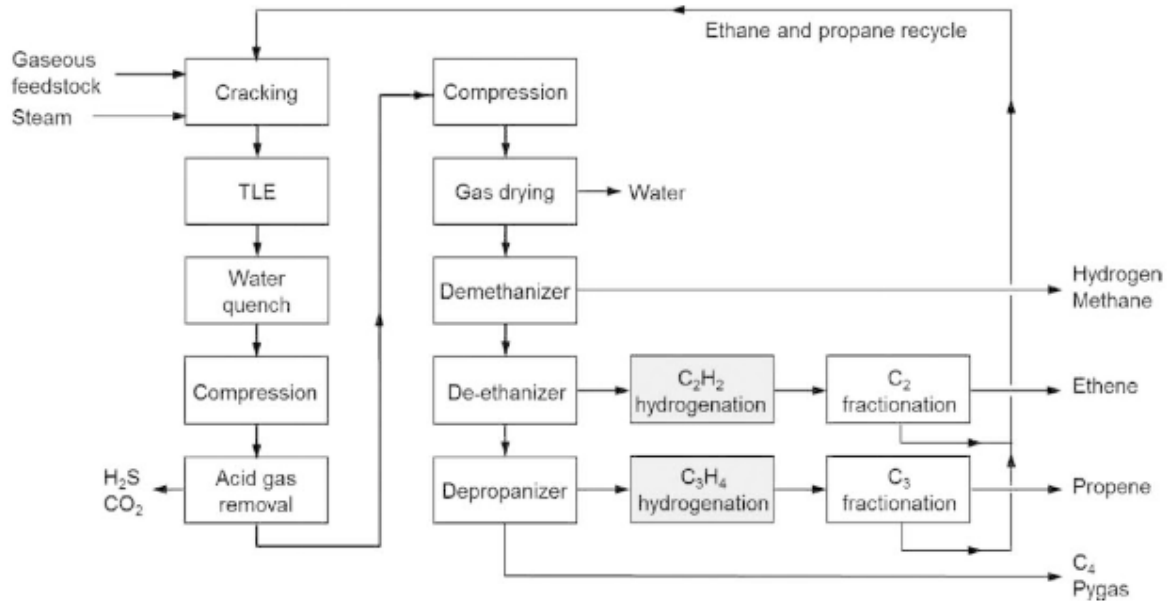 Ethane and propane recycle
Gaseous
feedstock
Steam
Cracking
Compression
TLE
Gas drying
Water
Water
quench
Demethanizer
Hydrogen
Methane
Compression
De-ethanizer
C₂H₂
hydrogenation
C₂
fractionation
Ethene
H₂S
CO₂
Acid gas
removal
Depropanizer
C₃H₄
hydrogenation
C₃
fractionation
Propene
C₄
Pygas